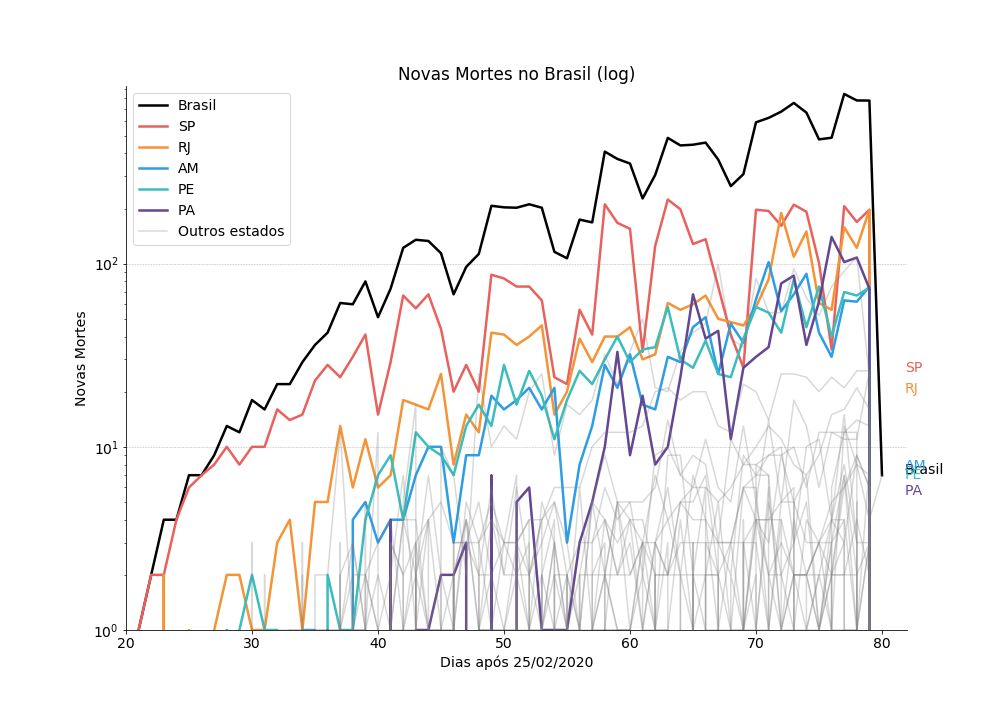 Novas Mortes no Brasil (log)
Brasil
SP
RJ
AM
PE
PA
Outros estados
Novas Mortes
10²
10¹
10⁰
20 30 40 50 60 70 80
Dias após 25/02/2020
SP
RJ
AM
Brasil
PE
PA